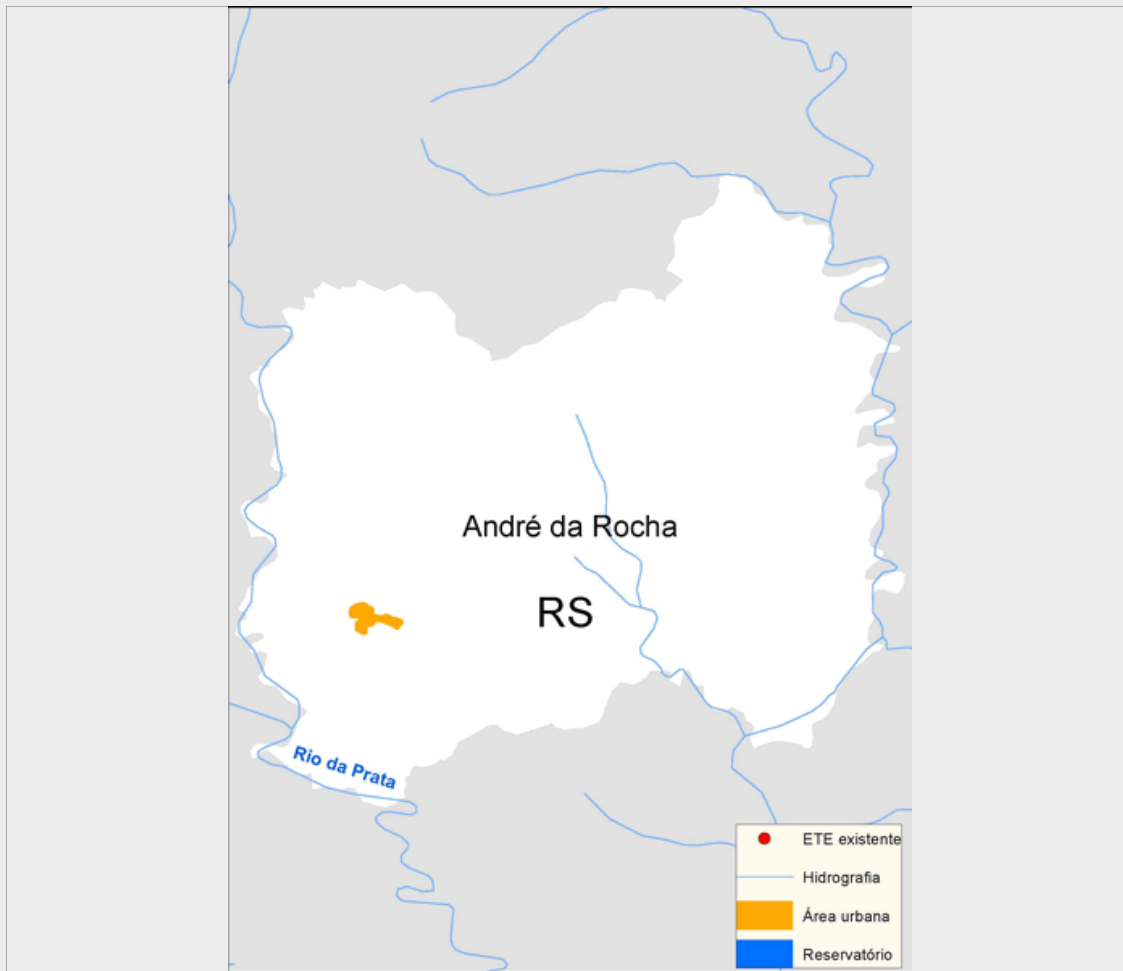 André da Rocha
RS
Rio da Prata
ETE existente
Hidrografia
Área urbana
Reservatório